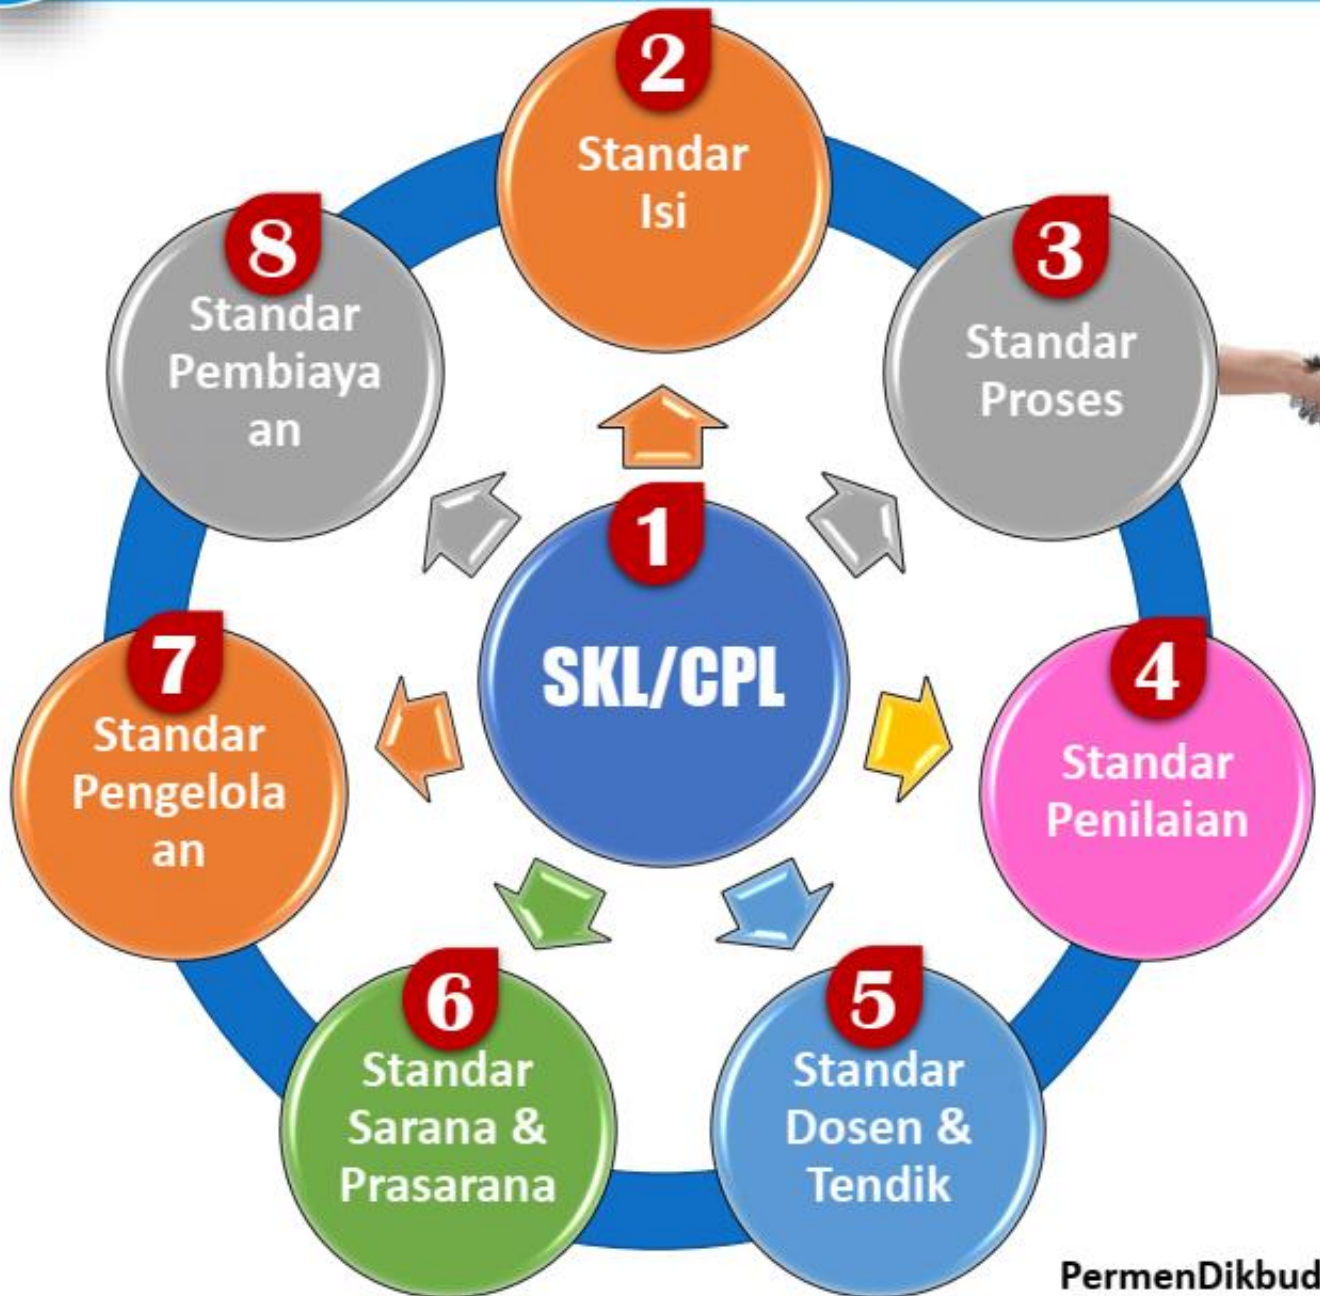 1
SKL/CPL
2
Standar
Isi
3
Standar
Proses
4
Standar
Penilaian
5
Standar
Dosen &
Tendik
6
Standar
Sarana &
Prasarana
7
Standar
Pengelola
an
8
Standar
Pembiaya
an
PermenDikbud